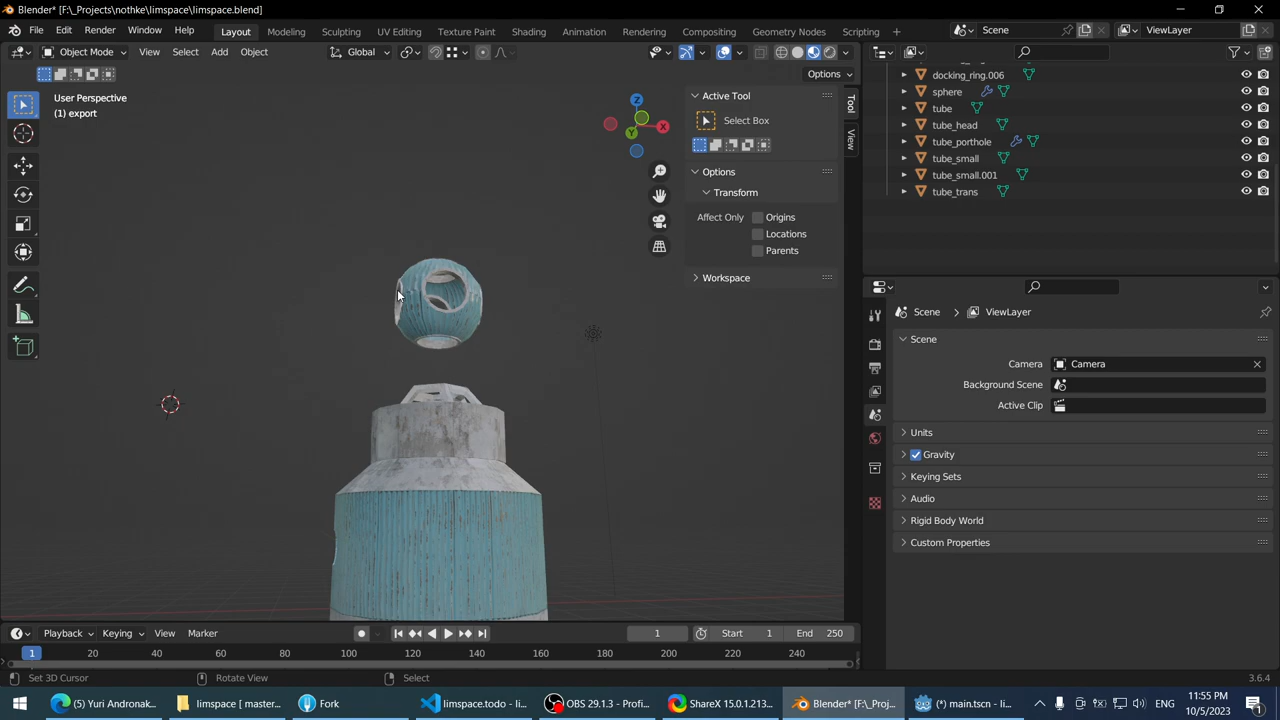 Blender* [F:\_Projects\nothke\limspace\limspace.blend]
File Edit Render Window Help Layout Modeling Sculpting UV Editing Texture Paint Shading Animation Rendering Compositing Geometry Nodes Scripting + Scene ViewLayer
Object Mode View Select Add Object Global
Options
User Perspective
(1) export
Z
X
Y
Active Tool
Select Box
Options
Transform
Affect Only Origins
Locations
Parents
Workspace
Tool
View
docking_ring.006
sphere
tube
tube_head
tube_porthole
tube_small
tube_small.001
tube_trans
Scene > ViewLayer
Scene
Camera Camera
Background Scene
Active Clip
Units
Gravity
Keying Sets
Audio
Rigid Body World
Custom Properties
Playback Keying View Marker 1 Start 1 End 250
1 20 40 60 80 100 120 140 160 180 200 220 240
Set 3D Cursor Rotate View Select 3.6.4
(5) Yuri Andronak... limspace [ master... Fork limspace.todo - li... OBS 29.1.3 - Profi... ShareX 15.0.1.213... Blender* [F:\_Proj... (*) main.tscn - li... ENG 11:55 PM 10/5/2023